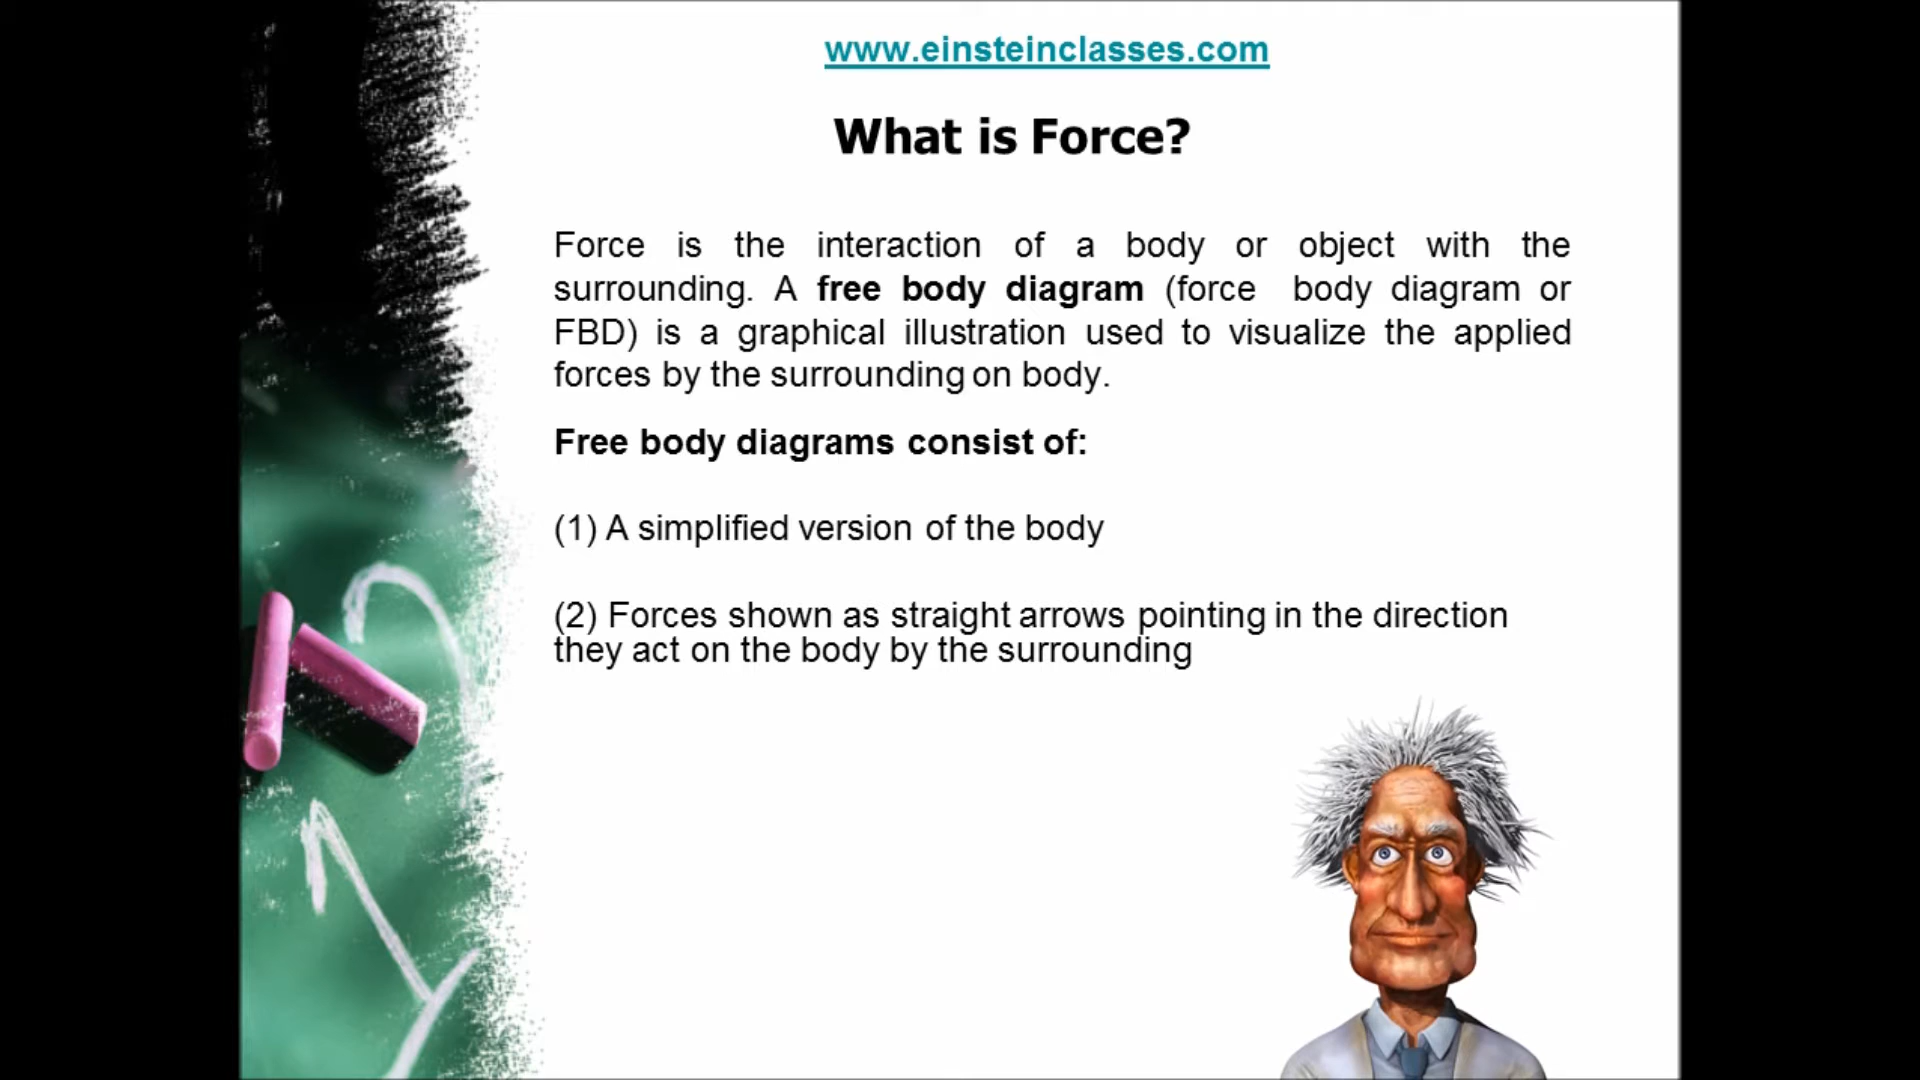 www.einsteinclasses.com
What is Force?
Force is the interaction of a body or object with the
surrounding. A free body diagram (force body diagram or
FBD) is a graphical illustration used to visualize the applied
forces by the surrounding on body.
Free body diagrams consist of:
(1) A simplified version of the body
(2) Forces shown as straight arrows pointing in the direction
they act on the body by the surrounding